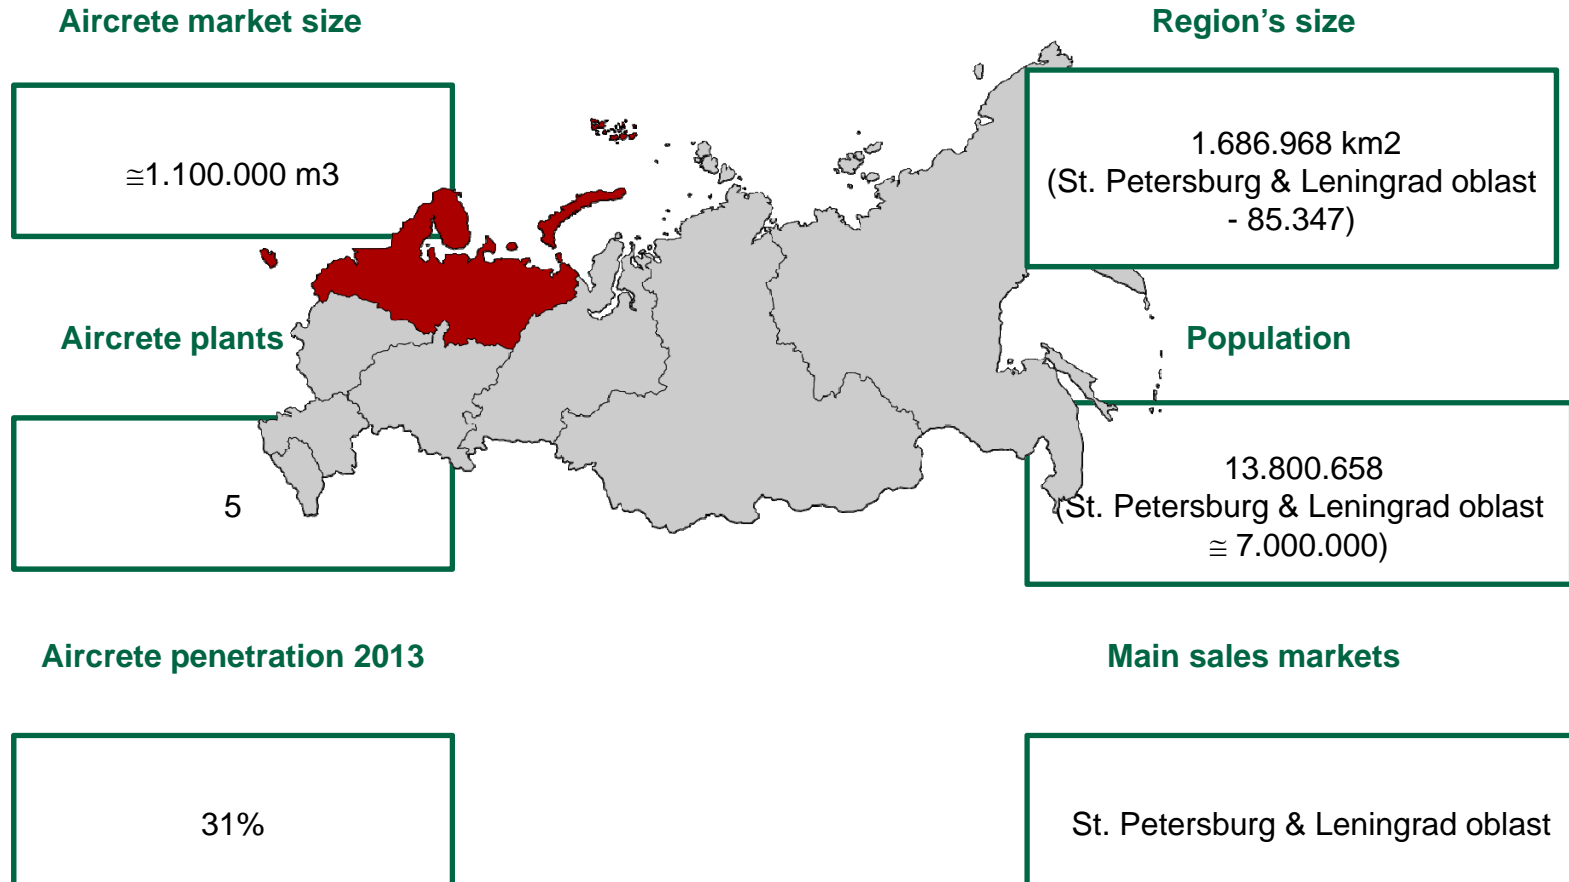 Aircrete market size
≅1.100.000 m3
Region’s size
1.686.968 km2
(St. Petersburg & Leningrad oblast
- 85.347)
Aircrete plants
5
Population
13.800.658
(St. Petersburg & Leningrad oblast
≅ 7.000.000)
Aircrete penetration 2013
31%
Main sales markets
St. Petersburg & Leningrad oblast